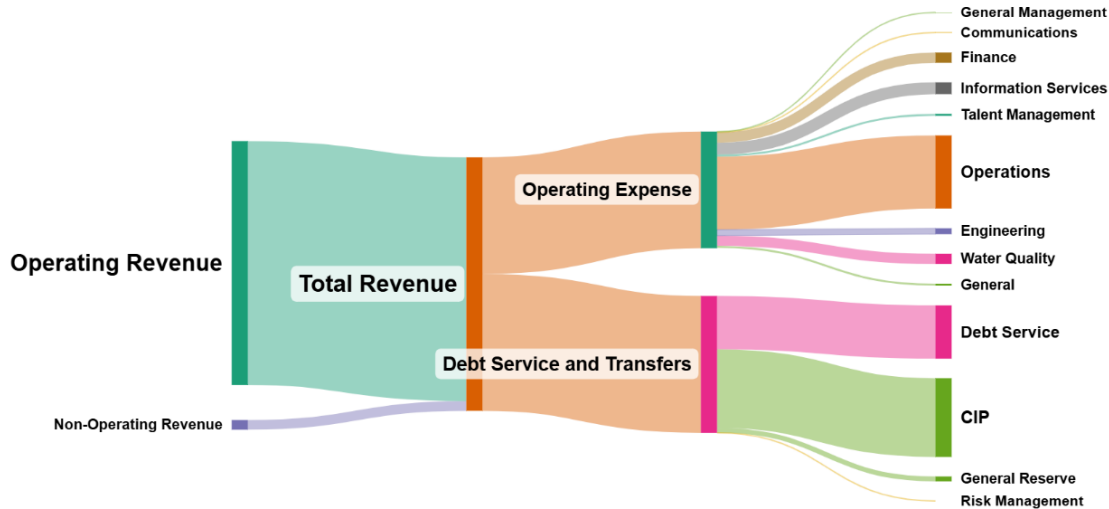 General Management
Communications
Finance
Information Services
Talent Management
Operations
Operating Expense
Engineering
Water Quality
Operating Revenue
Total Revenue
General
Debt Service
Debt Service and Transfers
CIP
Non-Operating Revenue
General Reserve
Risk Management